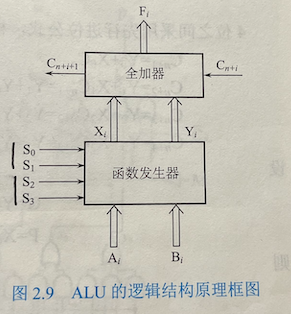 F_i
C_{n+i+1}
全加器
C_{n+i}
X_i
Y_i
S_0
S_1
S_2
S_3
函数发生器
A_i
B_i
图 2.9 ALU 的逻辑结构原理框图